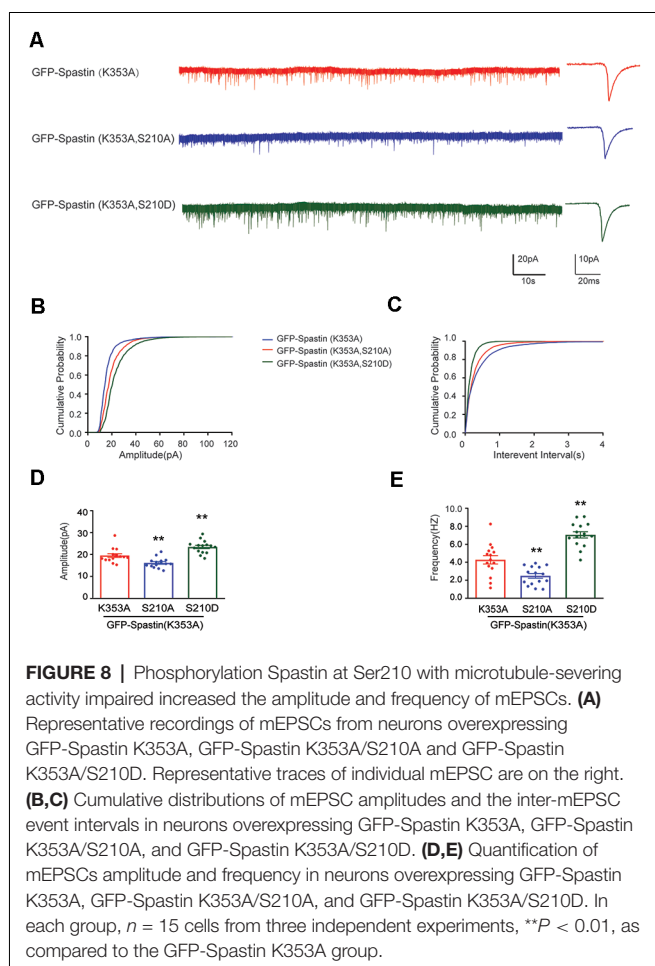 A
GFP-Spastin (K353A)
GFP-Spastin (K353A,S210A)
GFP-Spastin (K353A,S210D)
20pA
10s
10pA
20ms
B
Cumulative Probability
1.0
0.8
0.6
0.4
0.2
0.0
0 20 40 60 80 100 120
Amplitude(pA)
GFP-Spastin (K353A)
GFP-Spastin (K353A,S210A)
GFP-Spastin (K353A,S210D)
C
Cumulative Probability
1.0
0.8
0.6
0.4
0.2
0.0
0 1 2 3 4
Interevent Interval(s)
D
Amplitude(pA)
40
30
20
10
0
** **
K353A S210A S210D
GFP-Spastin(K353A)
E
Frequency(HZ)
10.0
8.0
6.0
4.0
2.0
0.0
** **
K353A S210A S210D
GFP-Spastin(K353A)
FIGURE 8 | Phosphorylation Spastin at Ser210 with microtubule-severing
activity impaired increased the amplitude and frequency of mEPSCs. (A)
Representative recordings of mEPSCs from neurons overexpressing
GFP-Spastin K353A, GFP-Spastin K353A/S210A and GFP-Spastin
K353A/S210D. Representative traces of individual mEPSC are on the right.
(B,C) Cumulative distributions of mEPSC amplitudes and the inter-mEPSC
event intervals in neurons overexpressing GFP-Spastin K353A, GFP-Spastin
K353A/S210A, and GFP-Spastin K353A/S210D. (D,E) Quantification of
mEPSCs amplitude and frequency in neurons overexpressing GFP-Spastin
K353A, GFP-Spastin K353A/S210A, and GFP-Spastin K353A/S210D. In
each group, n = 15 cells from three independent experiments, **P < 0.01, as
compared to the GFP-Spastin K353A group.